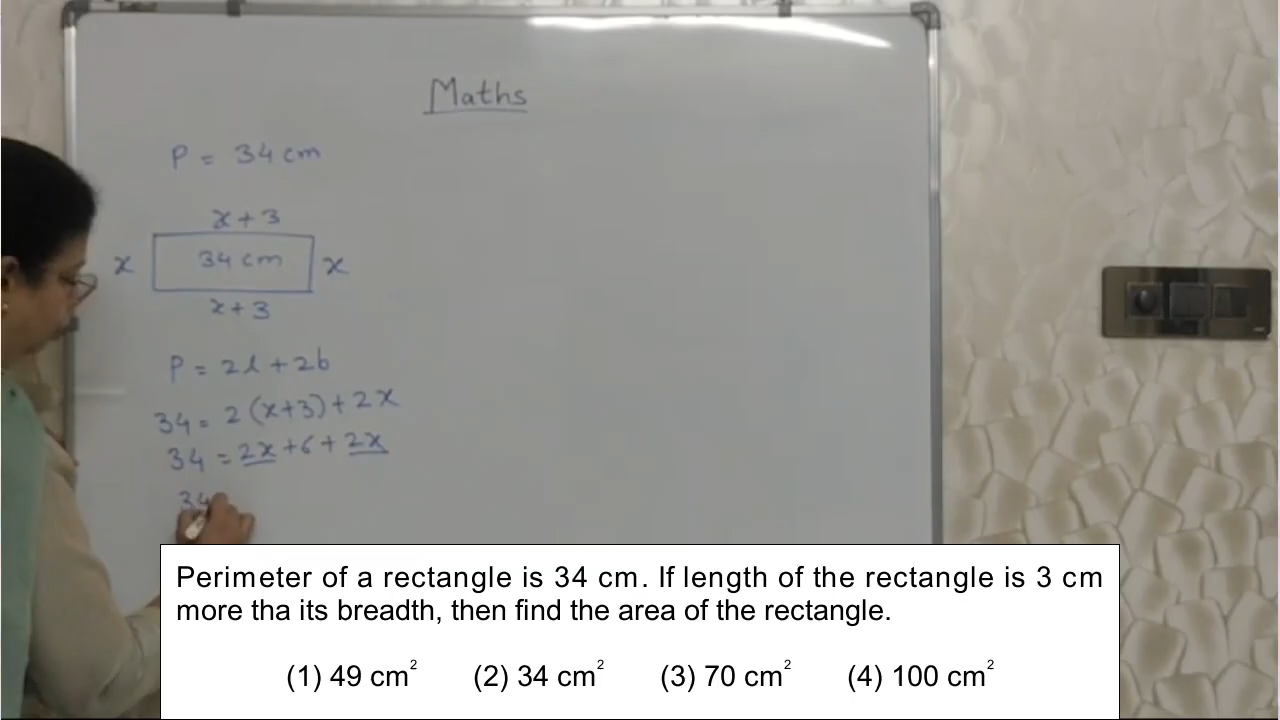 Maths
P = 34 cm
x + 3
x 34 cm x
x + 3
P = 2l + 2b
34 = 2(x+3) + 2x
34 = 2x + 6 + 2x
34
Perimeter of a rectangle is 34 cm. If length of the rectangle is 3 cm
more tha its breadth, then find the area of the rectangle.
(1) 49 cm² (2) 34 cm² (3) 70 cm² (4) 100 cm²